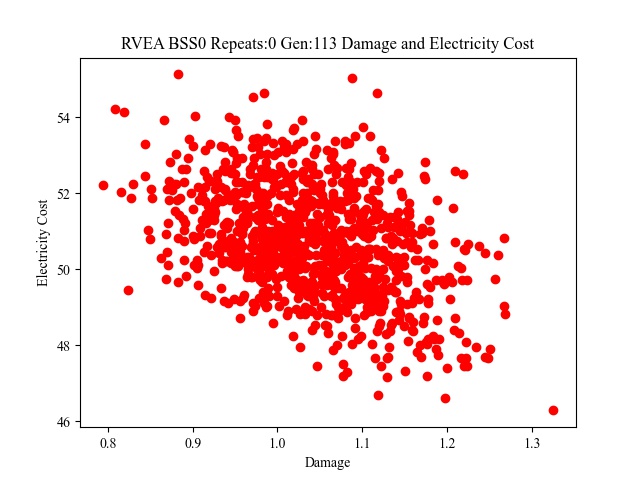 RVEA BSS0 Repeats:0 Gen:113 Damage and Electricity Cost
54
52
50
48
46
Electricity Cost
0.8 0.9 1.0 1.1 1.2 1.3
Damage